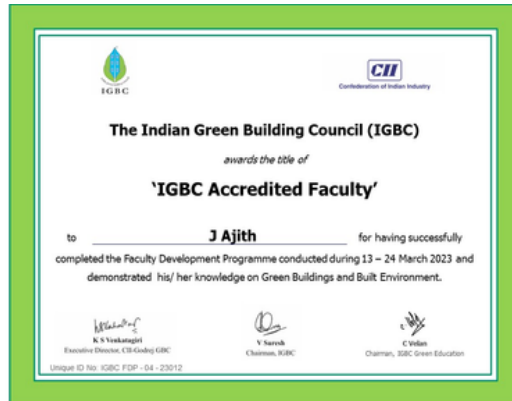 IGBC
CII
Confederation of Indian Industry
The Indian Green Building Council (IGBC)
awards the title of
‘IGBC Accredited Faculty’
to J Ajith for having successfully
completed the Faculty Development Programme conducted during 13 – 24 March 2023 and
demonstrated his/ her knowledge on Green Buildings and Built Environment.
K S Venkatagiri
Executive Director, CII-Godrej GBC
V Suresh
Chairman, IGBC
C Velan
Chairman, IGBC Green Education
Unique ID No: IGBC FDP - 04 - 23012